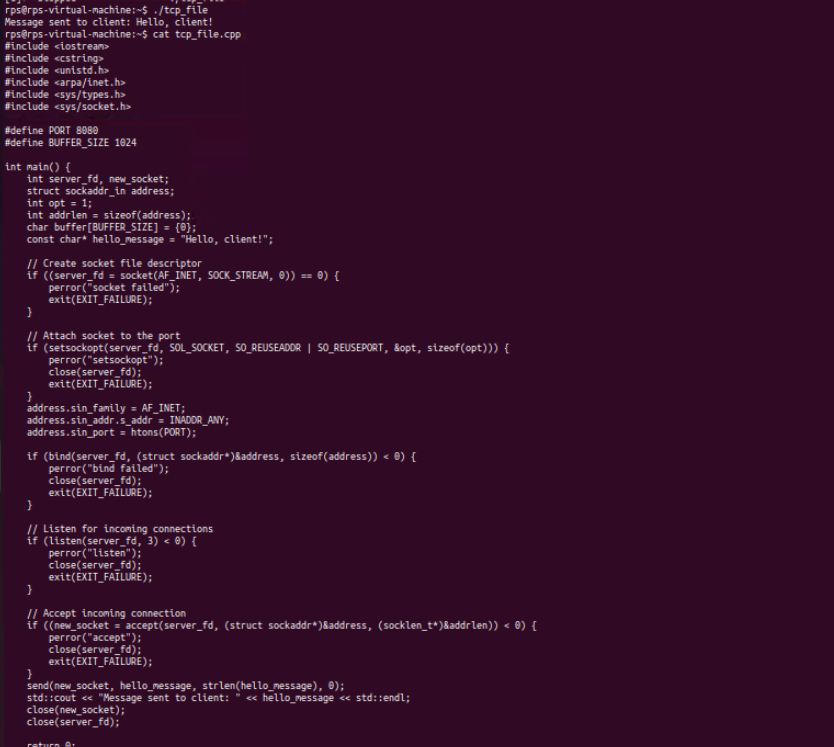 rps@rps-virtual-machine:~$ ./tcp_file
Message sent to client: Hello, client!
rps@rps-virtual-machine:~$ cat tcp_file.cpp
#include <iostream>
#include <cstring>
#include <unistd.h>
#include <arpa/inet.h>
#include <sys/types.h>
#include <sys/socket.h>

#define PORT 8080
#define BUFFER_SIZE 1024

int main() {
    int server_fd, new_socket;
    struct sockaddr_in address;
    int opt = 1;
    int addrlen = sizeof(address);
    char buffer[BUFFER_SIZE] = {0};
    const char* hello_message = "Hello, client!";

    // Create socket file descriptor
    if ((server_fd = socket(AF_INET, SOCK_STREAM, 0)) == 0) {
        perror("socket failed");
        exit(EXIT_FAILURE);
    }

    // Attach socket to the port
    if (setsockopt(server_fd, SOL_SOCKET, SO_REUSEADDR | SO_REUSEPORT, &opt, sizeof(opt))) {
        perror("setsockopt");
        close(server_fd);
        exit(EXIT_FAILURE);
    }
    address.sin_family = AF_INET;
    address.sin_addr.s_addr = INADDR_ANY;
    address.sin_port = htons(PORT);

    if (bind(server_fd, (struct sockaddr*)&address, sizeof(address)) < 0) {
        perror("bind failed");
        close(server_fd);
        exit(EXIT_FAILURE);
    }

    // Listen for incoming connections
    if (listen(server_fd, 3) < 0) {
        perror("listen");
        close(server_fd);
        exit(EXIT_FAILURE);
    }

    // Accept incoming connection
    if ((new_socket = accept(server_fd, (struct sockaddr*)&address, (socklen_t*)&addrlen)) < 0) {
        perror("accept");
        close(server_fd);
        exit(EXIT_FAILURE);
    }
    send(new_socket, hello_message, strlen(hello_message), 0);
    std::cout << "Message sent to client: " << hello_message << std::endl;
    close(new_socket);
    close(server_fd);

    return 0;